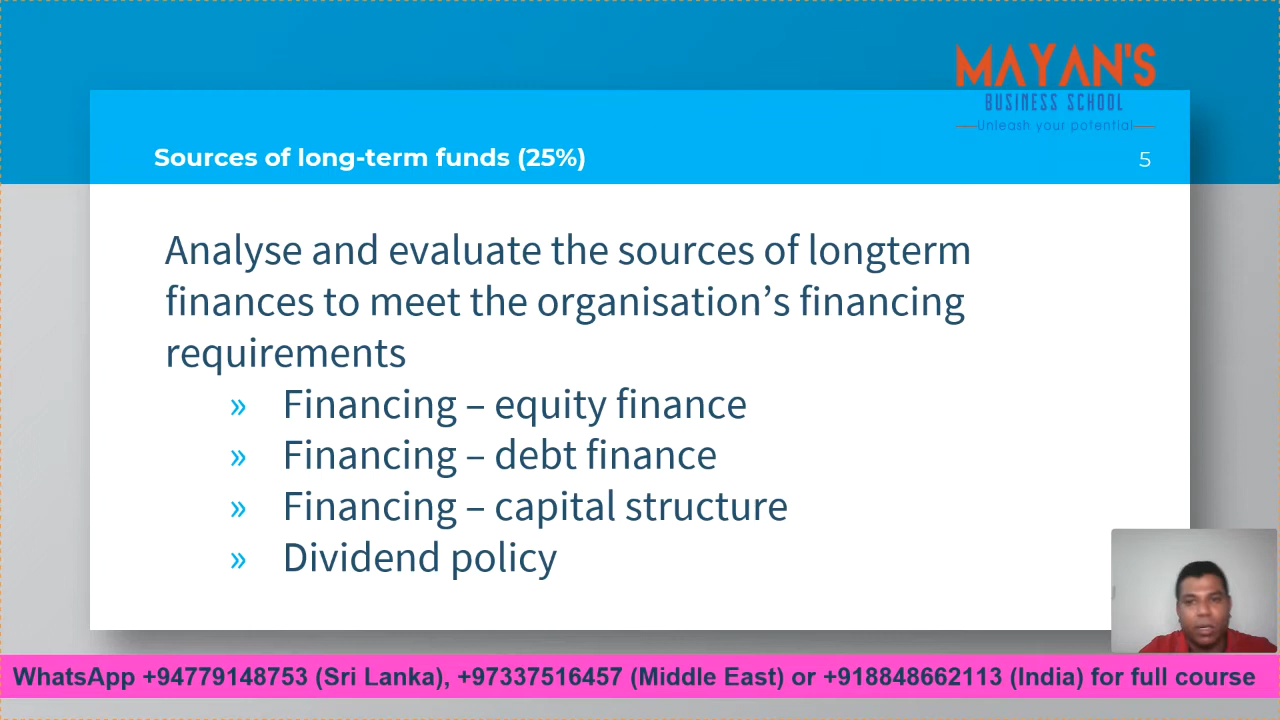 MAYAN'S
BUSINESS SCHOOL
Unleash your potential
Sources of long-term funds (25%)
5
Analyse and evaluate the sources of longterm
finances to meet the organisation’s financing
requirements
» Financing – equity finance
» Financing – debt finance
» Financing – capital structure
» Dividend policy
WhatsApp +94779148753 (Sri Lanka), +97337516457 (Middle East) or +918848662113 (India) for full course